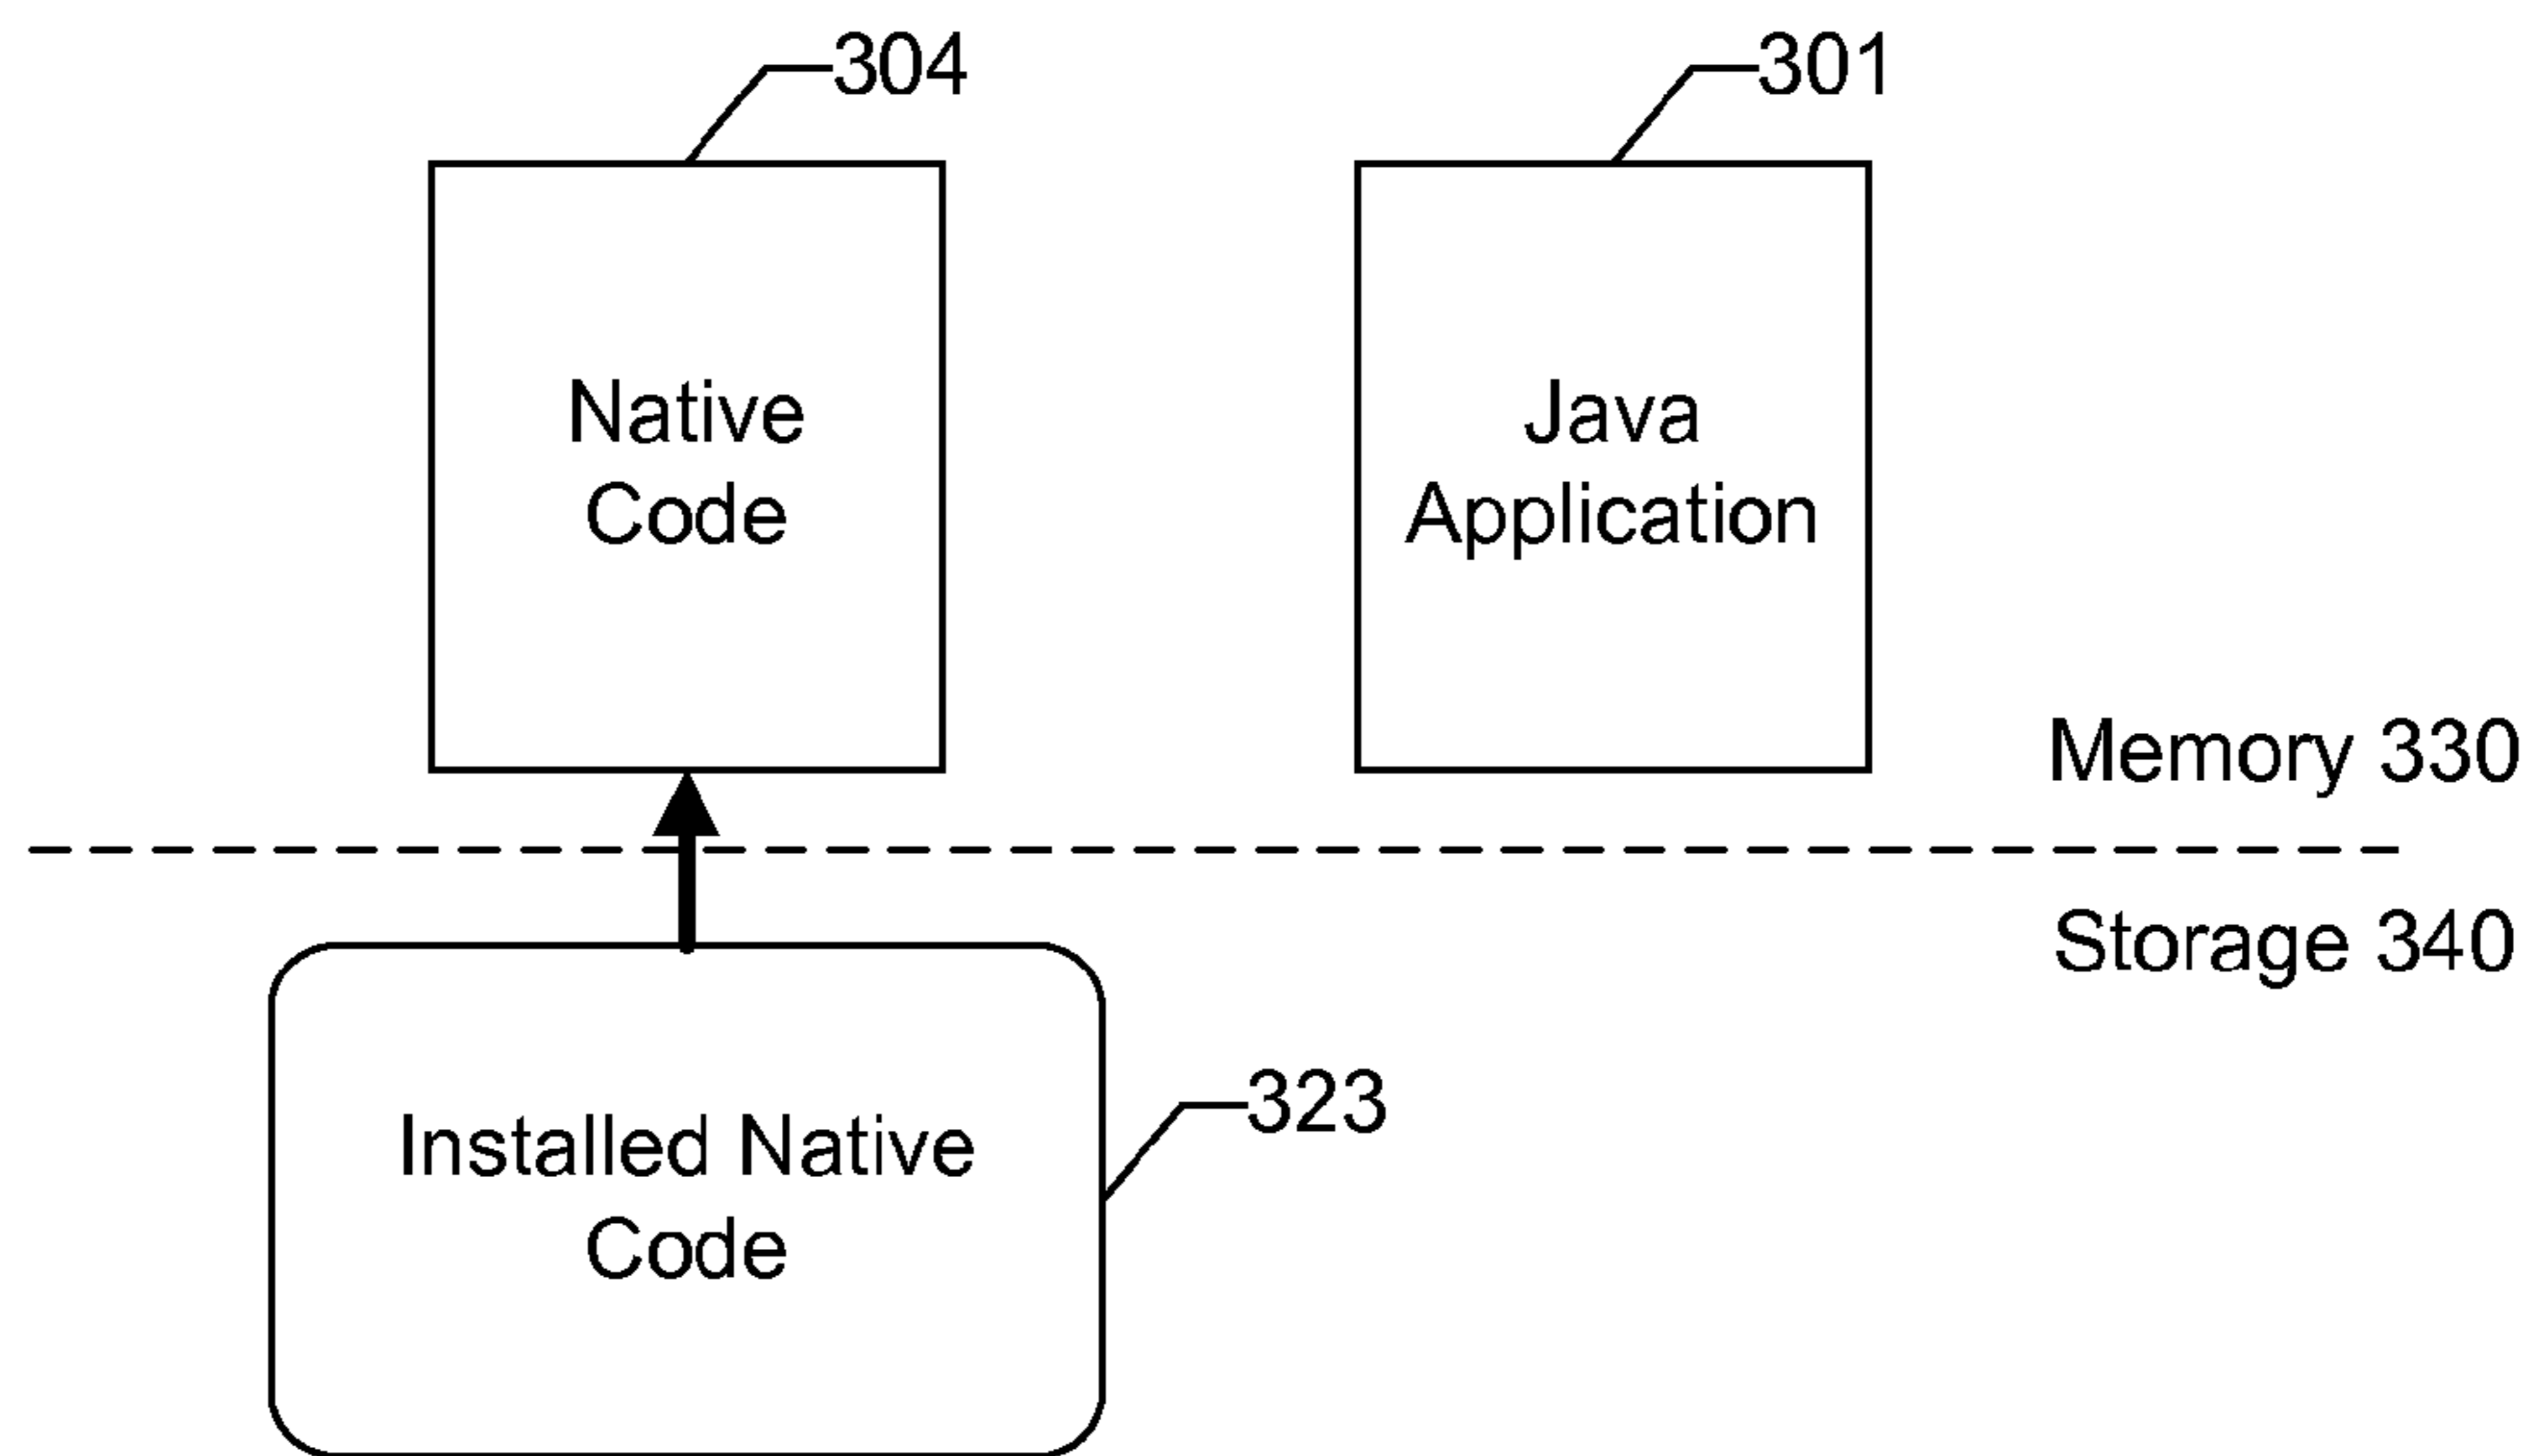 304
301
Native
Code
Java
Application
Memory 330
Storage 340
323
Installed Native
Code